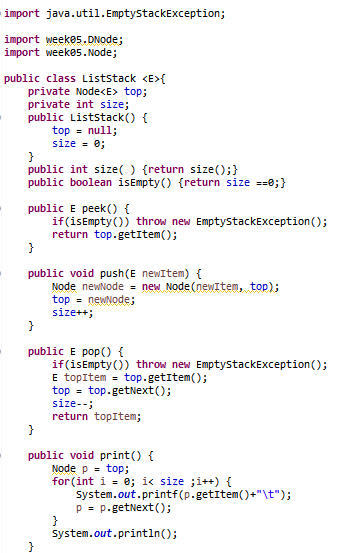 import java.util.EmptyStackException;
import week05.DNode;
import week05.Node;
public class ListStack <E>{
    private Node<E> top;
    private int size;
    public ListStack() {
        top = null;
        size = 0;
    }
    public int size( ) {return size();}
    public boolean isEmpty() {return size ==0;}
    public E peek() {
        if(isEmpty()) throw new EmptyStackException();
        return top.getItem();
    }
    public void push(E newItem) {
        Node newNode = new Node(newItem, top);
        top = newNode;
        size++;
    }
    public E pop() {
        if(isEmpty()) throw new EmptyStackException();
        E topItem = top.getItem();
        top = top.getNext();
        size--;
        return topItem;
    }
    public void print() {
        Node p = top;
        for(int i = 0; i< size ;i++) {
            System.out.printf(p.getItem()+"\t");
            p = p.getNext();
        }
        System.out.println();
    }